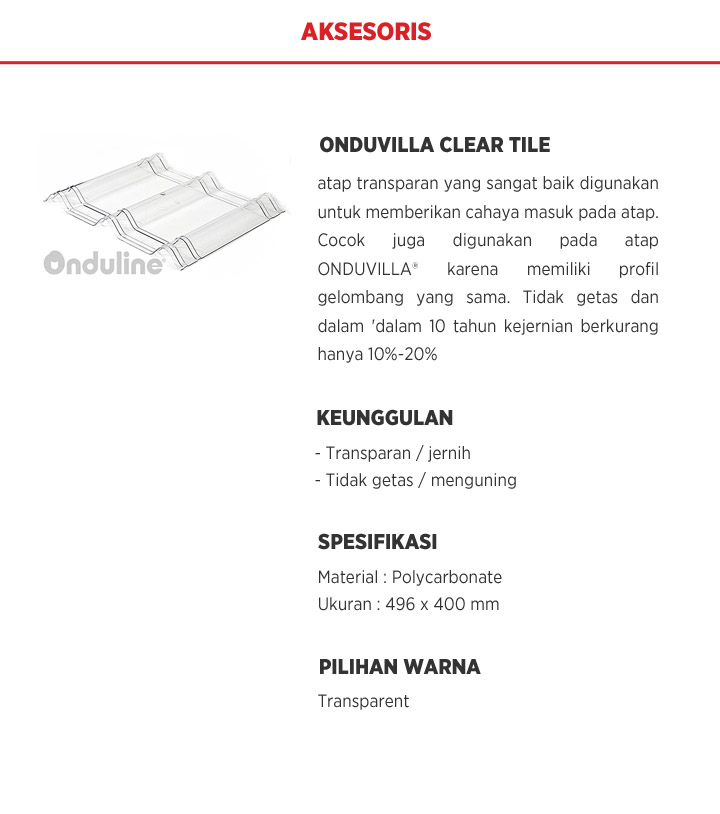 AKSESORIS
Onduline
ONDUVILLA CLEAR TILE
atap transparan yang sangat baik digunakan
untuk memberikan cahaya masuk pada atap.
Cocok juga digunakan pada atap
ONDUVILLA® karena memiliki profil
gelombang yang sama. Tidak getas dan
dalam 'dalam 10 tahun kejernian berkurang
hanya 10%-20%
KEUNGGULAN
- Transparan / jernih
- Tidak getas / menguning
SPESIFIKASI
Material : Polycarbonate
Ukuran : 496 x 400 mm
PILIHAN WARNA
Transparent